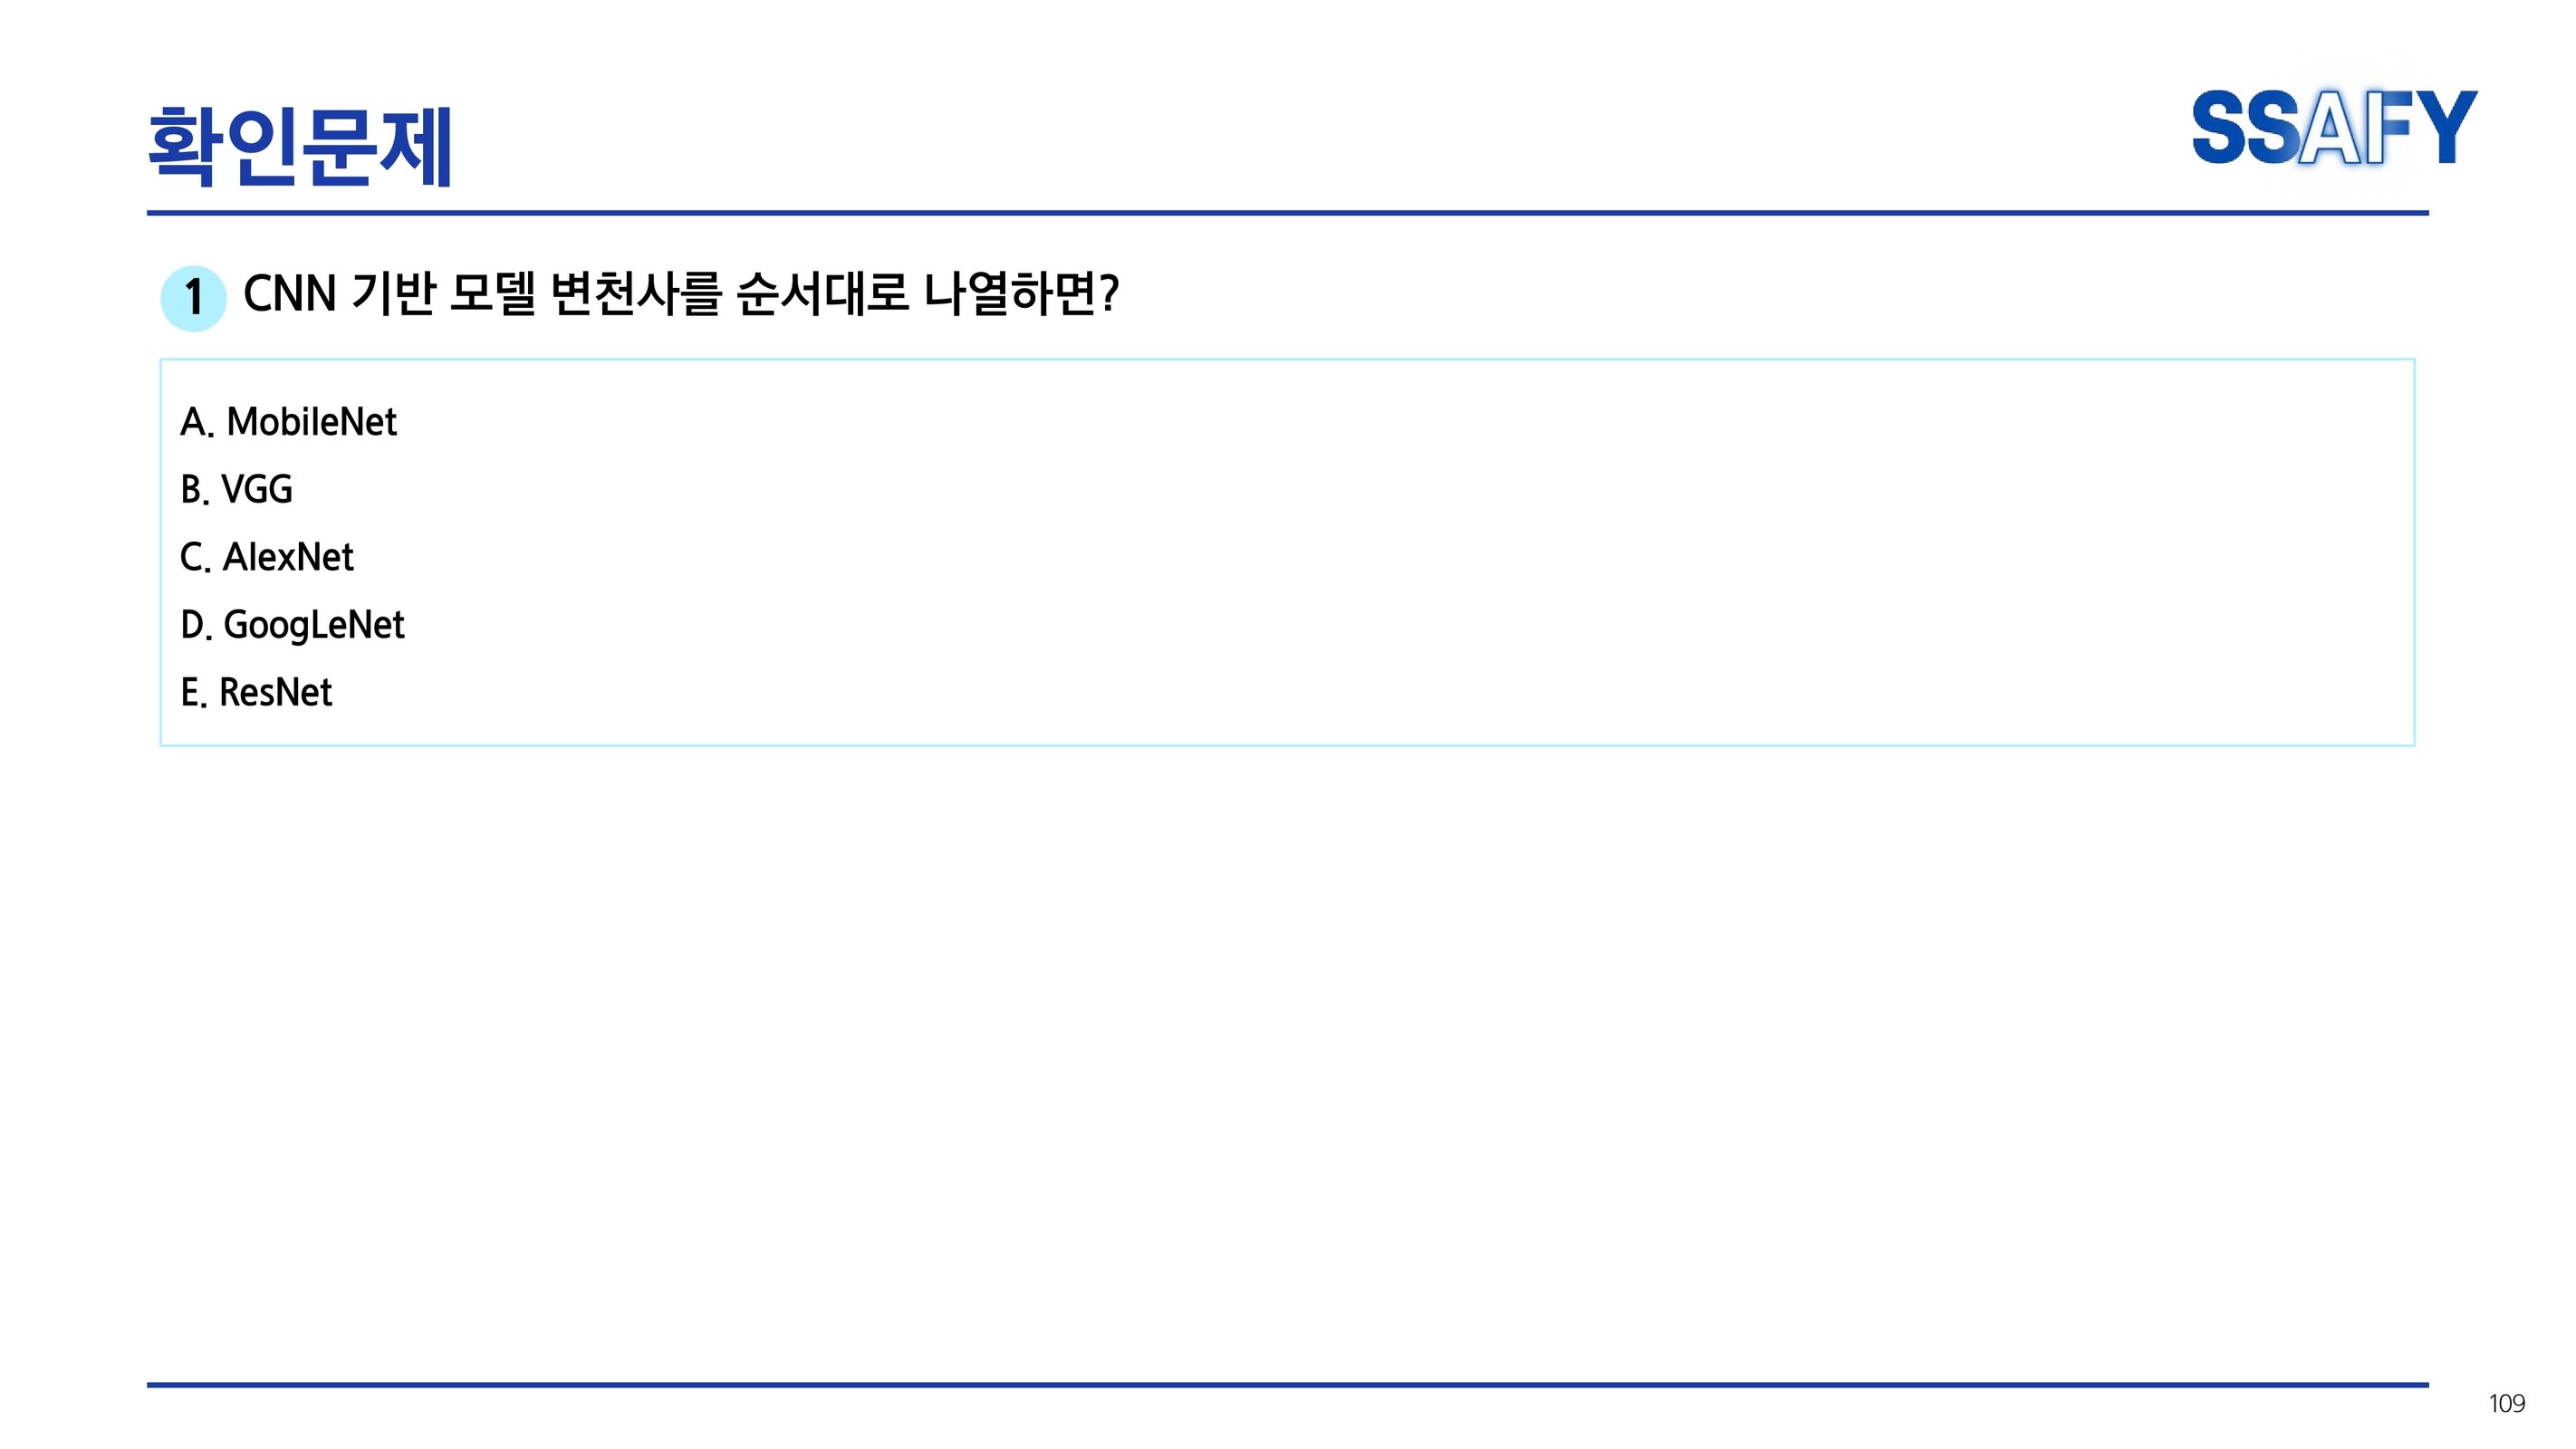 확인문제
SSAFY
1 CNN 기반 모델 변천사를 순서대로 나열하면?
A. MobileNet
B. VGG
C. AlexNet
D. GoogLeNet
E. ResNet
109